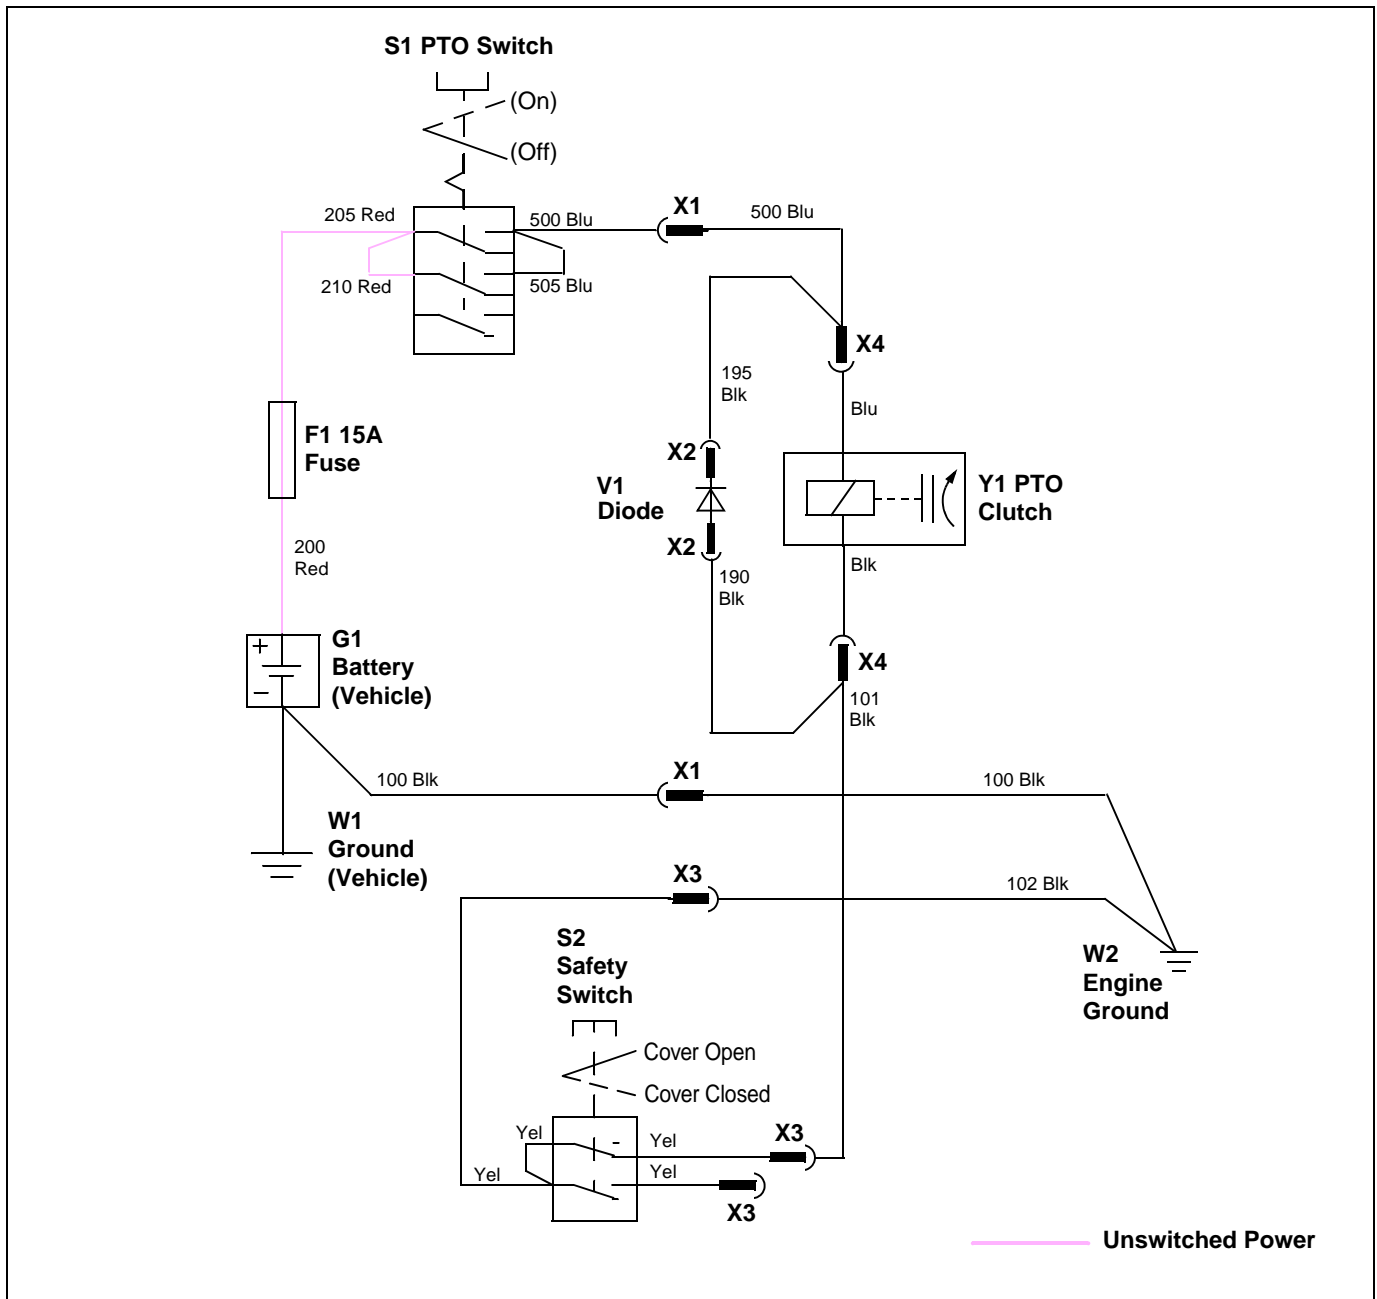 S1 PTO Switch
(On)
(Off)
205 Red
500 Blu
X1
500 Blu
210 Red
505 Blu
X4
195
Blk
Blu
F1 15A
Fuse
X2
V1
Diode
Y1 PTO
Clutch
X2
200
Red
190
Blk
Blk
+
−
G1
Battery
(Vehicle)
X4
101
Blk
100 Blk
X1
100 Blk
W1
Ground
(Vehicle)
X3
102 Blk
S2
Safety
Switch
W2
Engine
Ground
Cover Open
Cover Closed
Yel
Yel
X3
Yel
Yel
X3
Unswitched Power